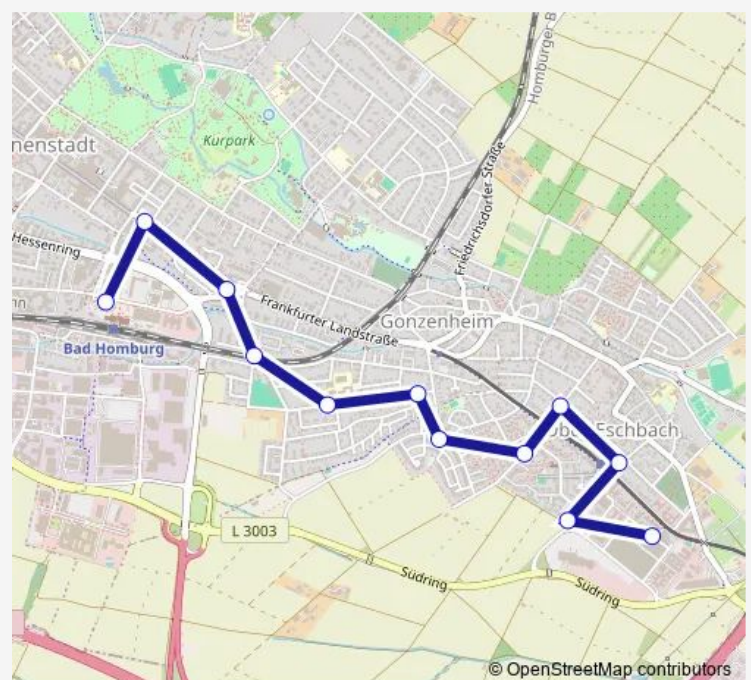 Homburger B
Kurpark
nenstadt
Friedrichsdorfer Straße
Hessenring
Frankfurter Landstraße
Gonzenheim
Bad Homburg
Eschbach
L 3003
Südring
Südring
© OpenStreetMap contributors